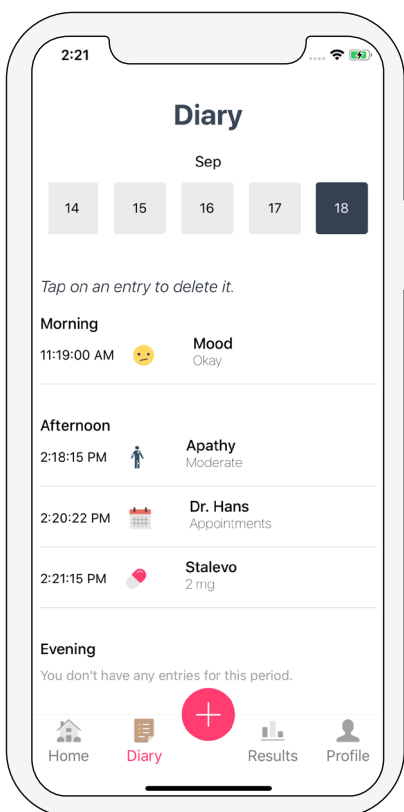 2:21
Diary
Sep
14 15 16 17 18
Tap on an entry to delete it.
Morning
11:19:00 AM Mood
Okay
Afternoon
2:18:15 PM Apathy
Moderate
2:20:22 PM Dr. Hans
Appointments
2:21:15 PM Stalevo
2 mg
Evening
You don't have any entries for this period.
Home Diary Results Profile